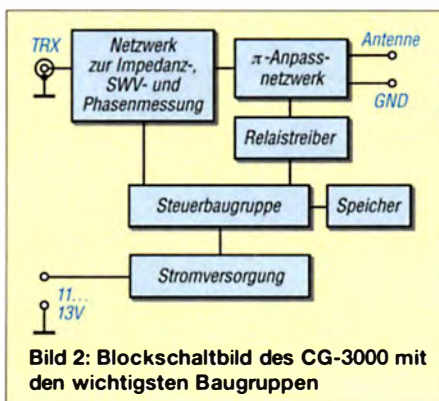 TRX
Netzwerk
zur Impedanz-,
SWV- und
Phasenmessung
π-Anpass-
netzwerk
Antenne
GND
Relaistreiber
Steuerbaugruppe
Speicher
Stromversorgung
11...
13V
Bild 2: Blockschaltbild des CG-3000 mit
den wichtigsten Baugruppen